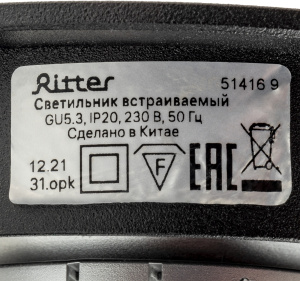 Ritter 51416 9
Светильник встраиваемый
GU5.3, IP20, 230 В, 50 Гц
Сделано в Китае
12.21
31.opk
F
EAC